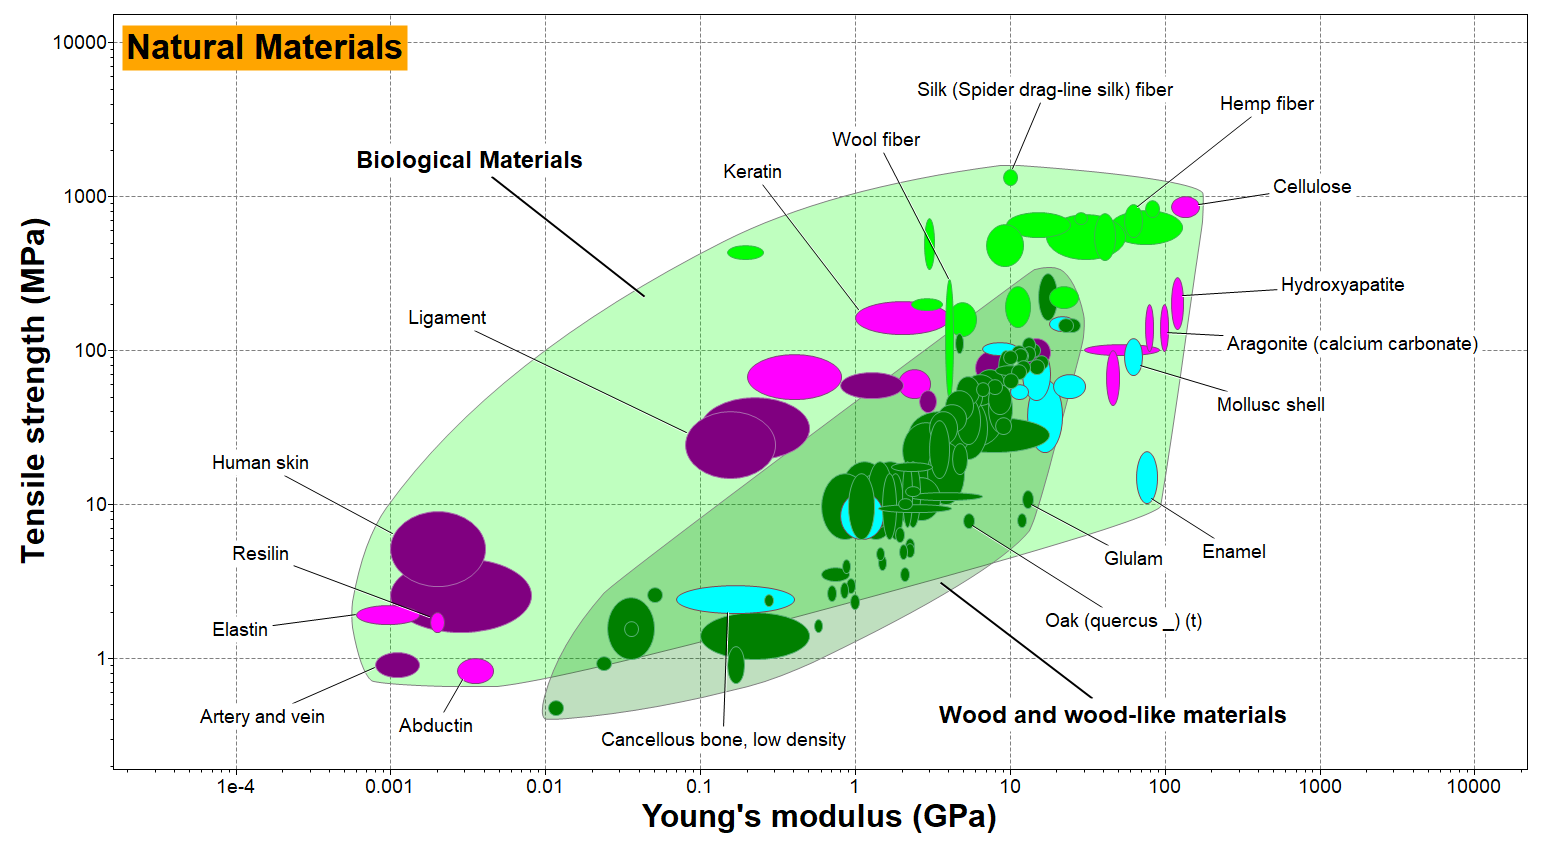 Natural Materials
10000
1000
100
10
1
Tensile strength (MPa)
Silk (Spider drag-line silk) fiber
Hemp fiber
Wool fiber
Biological Materials
Keratin
Cellulose
Hydroxyapatite
Ligament
Aragonite (calcium carbonate)
Mollusc shell
Human skin
Resilin
Enamel
Glulam
Elastin
Oak (quercus _) (t)
Artery and vein
Abductin
Wood and wood-like materials
Cancellous bone, low density
1e-4
0.001
0.01
0.1
1
10
100
1000
10000
Young's modulus (GPa)